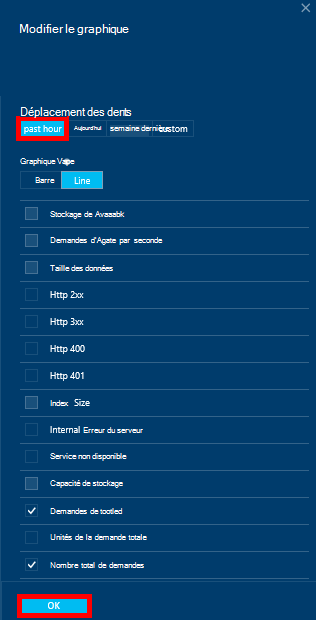 Modifier le graphique
Déplacement des dents
past hour Aujourd'hui semaine dernière custom
Graphique Vape
Barre Line
Stockage de Avaaabk
Demandes d'Agate par seconde
Taille des données
Http 2xx
Http 3xx
Http 400
Http 401
Index Size
Internal Erreur du serveur
Service non disponible
Capacité de stockage
Demandes de tootled
Unités de la demande totale
Nombre total de demandes
OK